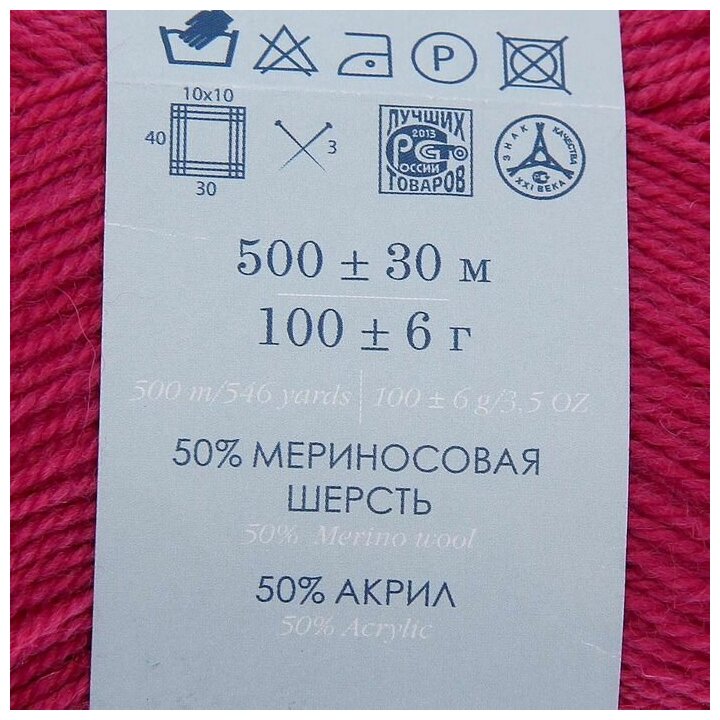 P
10x10
40
30
3
ЛУЧШИХ
2013
РСТ
РОССИИ
ТОВАРОВ
ЗНАК КАЧЕСТВА
XXI ВЕКА
500 ± 30 м
100 ± 6 г
500 m/546 yards | 100 ± 6 g/3,5 OZ
50% МЕРИНОСОВАЯ
ШЕРСТЬ
50% Merino wool
50% АКРИЛ
50% Acrylic